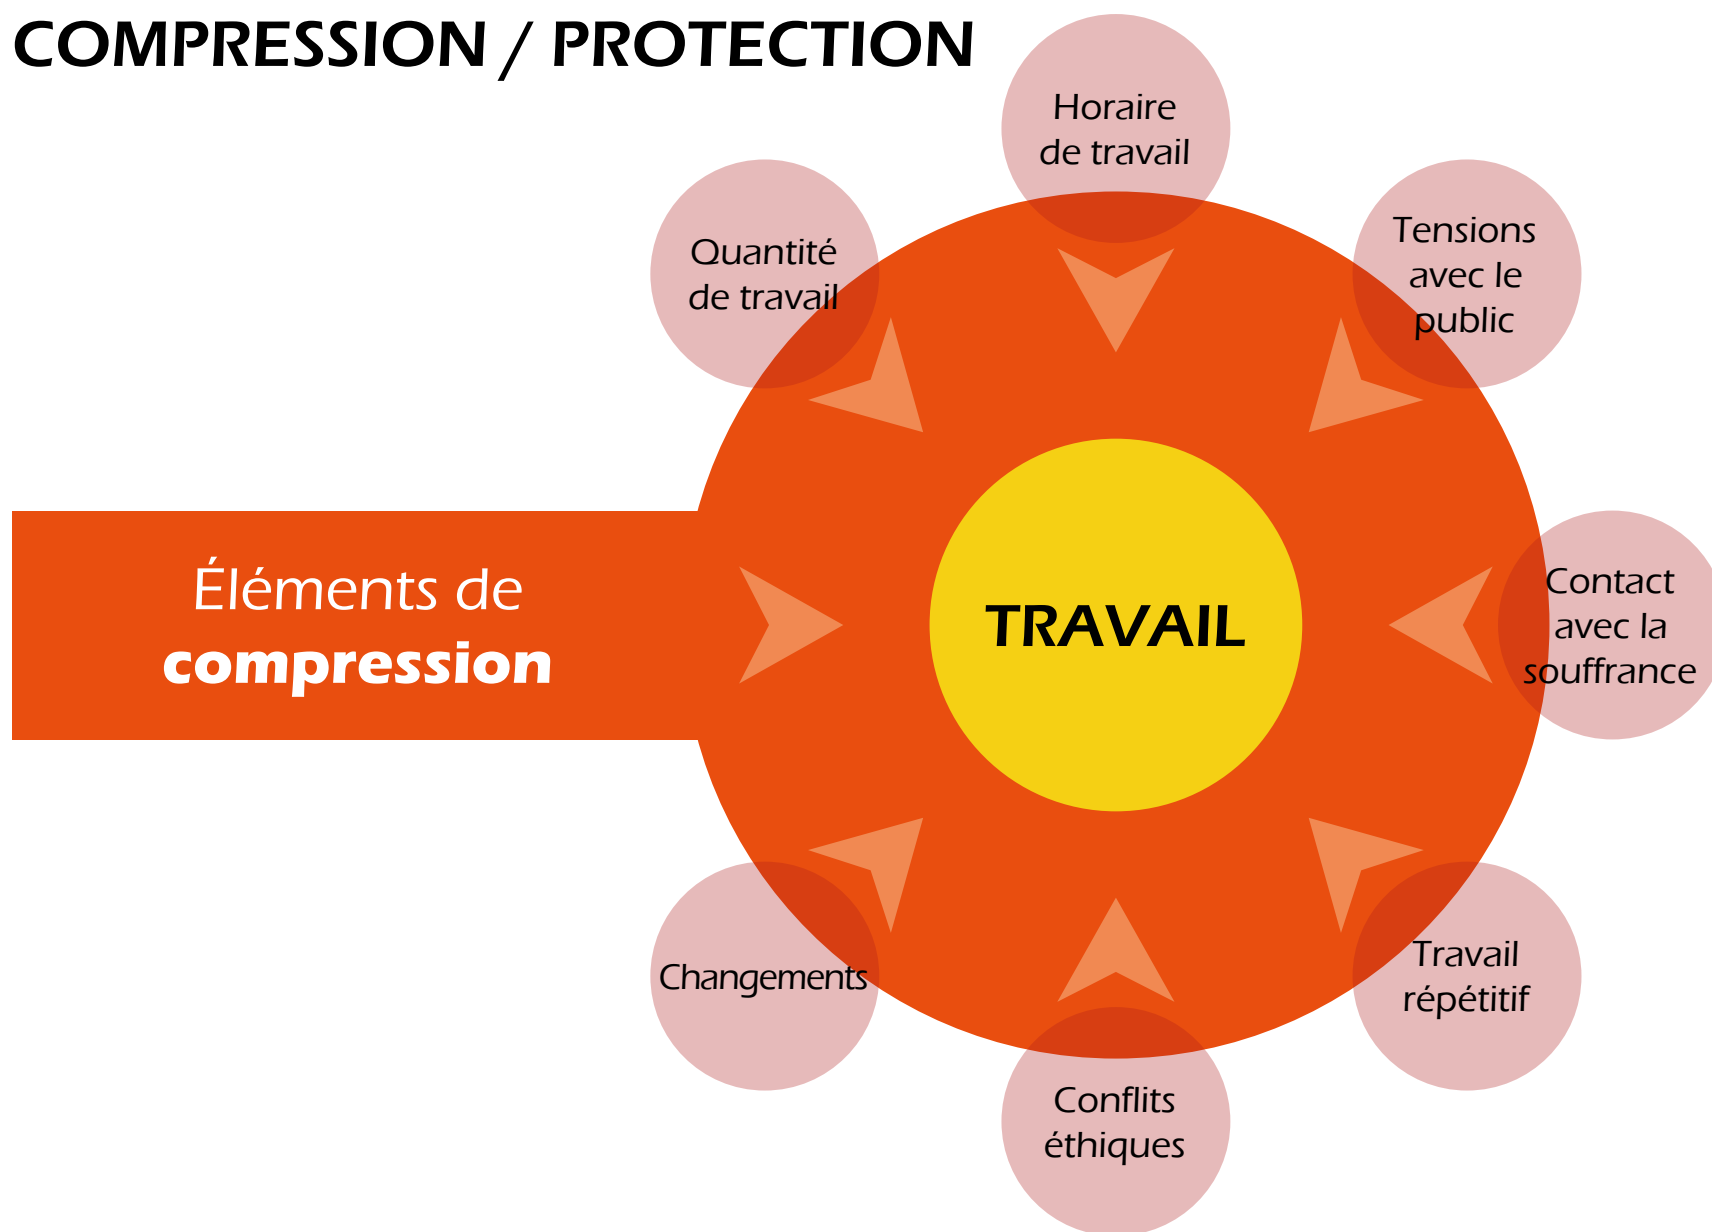 COMPRESSION / PROTECTION
Horaire
de travail
Quantité
de travail
Tensions
avec le
public
Éléments de
compression
TRAVAIL
Contact
avec la
souffrance
Changements
Travail
répétitif
Conflits
éthiques